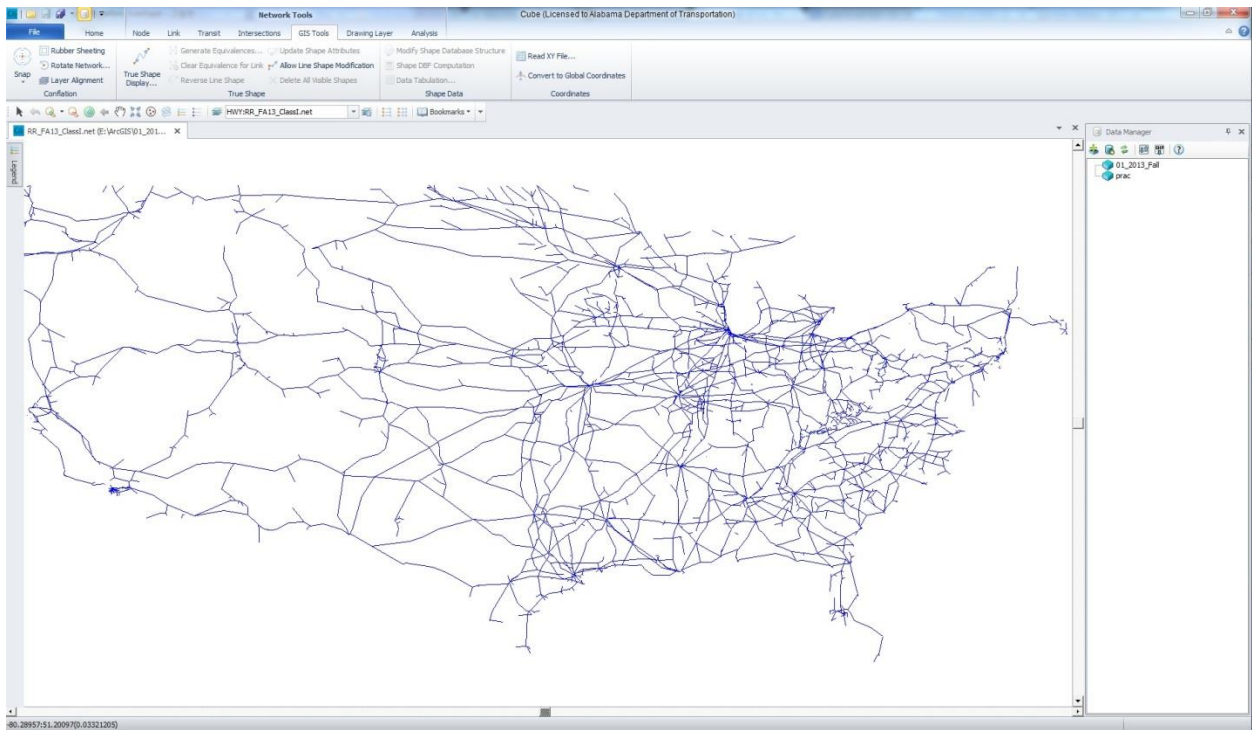 Network Tools
Cube (Licensed to Alabama Department of Transportation)
File Home Node Link Transit Intersections GIS Tools Drawing Layer Analysis
Snap
Rubber Sheeting
Rotate Network...
Layer Alignment
Conflation
True Shape Display...
Generate Equivalences...
Clear Equivalence for Link
Reverse Line Shape
Update Shape Attributes
Allow Line Shape Modification
Delete All Visible Shapes
True Shape
Modify Shape Database Structure
Shape DBF Computation
Data Tabulation...
Shape Data
Read XY File...
Convert to Global Coordinates
Coordinates
HWY:RR_FA13_ClassI.net
Bookmarks
RR_FA13_ClassI.net (E:\ArcGIS\01_201...
Legend
Data Manager
01_2013_Fall
prac
-80.28957:51.20097(0.03321205)